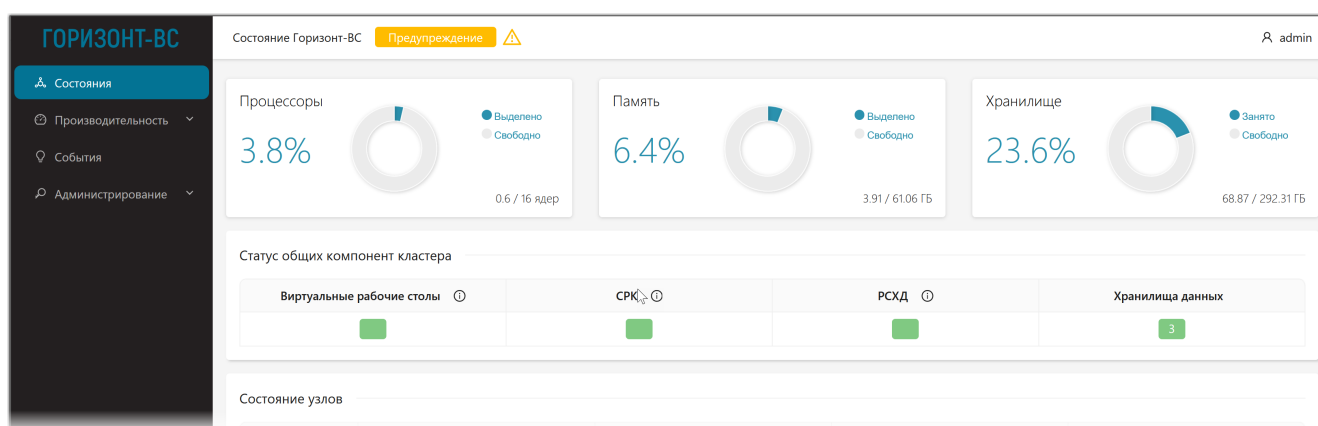 ГОРИЗОНТ-ВС
Состояние Горизонт-ВС Предупреждение admin
Состояния
Производительность
События
Администрирование
Процессоры
3.8%
Выделено
Свободно
0.6 / 16 ядер
Память
6.4%
Выделено
Свободно
3.91 / 61.06 ГБ
Хранилище
23.6%
Занято
Свободно
68.87 / 292.31 ГБ
Статус общих компонент кластера
Виртуальные рабочие столы СРК РСХД Хранилища данных
3
Состояние узлов